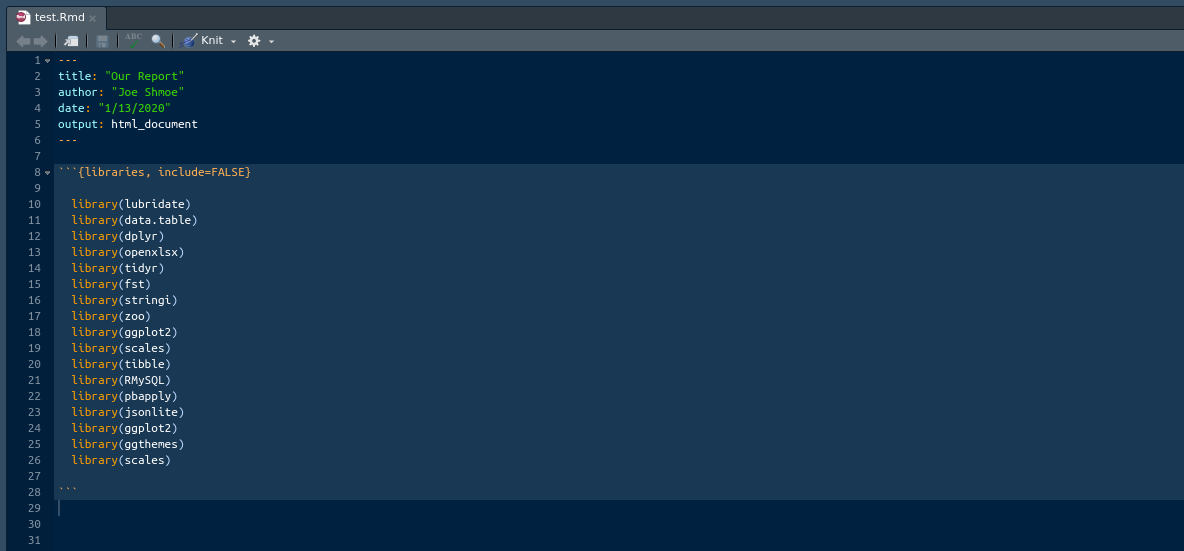 test.Rmd
ABC Knit
1 ---
2 title: "Our Report"
3 author: "Joe Shmoe"
4 date: "1/13/2020"
5 output: html_document
6 ---
7
8 ```{libraries, include=FALSE}
9
10 library(lubridate)
11 library(data.table)
12 library(dplyr)
13 library(openxlsx)
14 library(tidyr)
15 library(fst)
16 library(stringi)
17 library(zoo)
18 library(ggplot2)
19 library(scales)
20 library(tibble)
21 library(RMySQL)
22 library(pbapply)
23 library(jsonlite)
24 library(ggplot2)
25 library(ggthemes)
26 library(scales)
27
28 ```
29
30
31